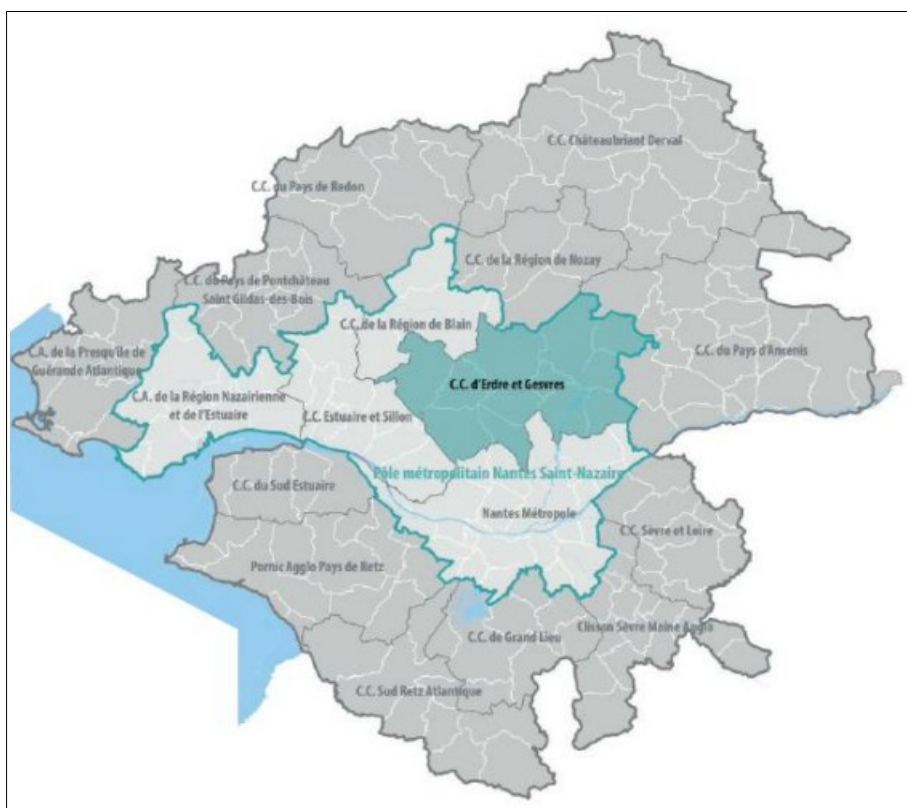 C.C. Châteaubriant Derval
C.C. du Pays de Redon
C.C. de la Région de Nozay
C.C. du Pays de Pontchâteau
Saint Gildas-des-Bois
C.C. de la Région de Blain
C.A. de la Presqu'île de
Guérande Atlantique
C.C. du Pays d'Ancenis
C.C. d'Erdre et Gesvres
C.A. de la Région Nazairienne
et de l'Estuaire
C.C. Estuaire et Sillon
Pôle métropolitain Nantes Saint-Nazaire
C.C. du Sud Estuaire
Nantes Métropole
C.C. Sèvre et Loire
Pornic Agglo Pays de Retz
Clisson Sèvre Maine Agglo
C.C. de Grand Lieu
C.C. Sud Retz Atlantique